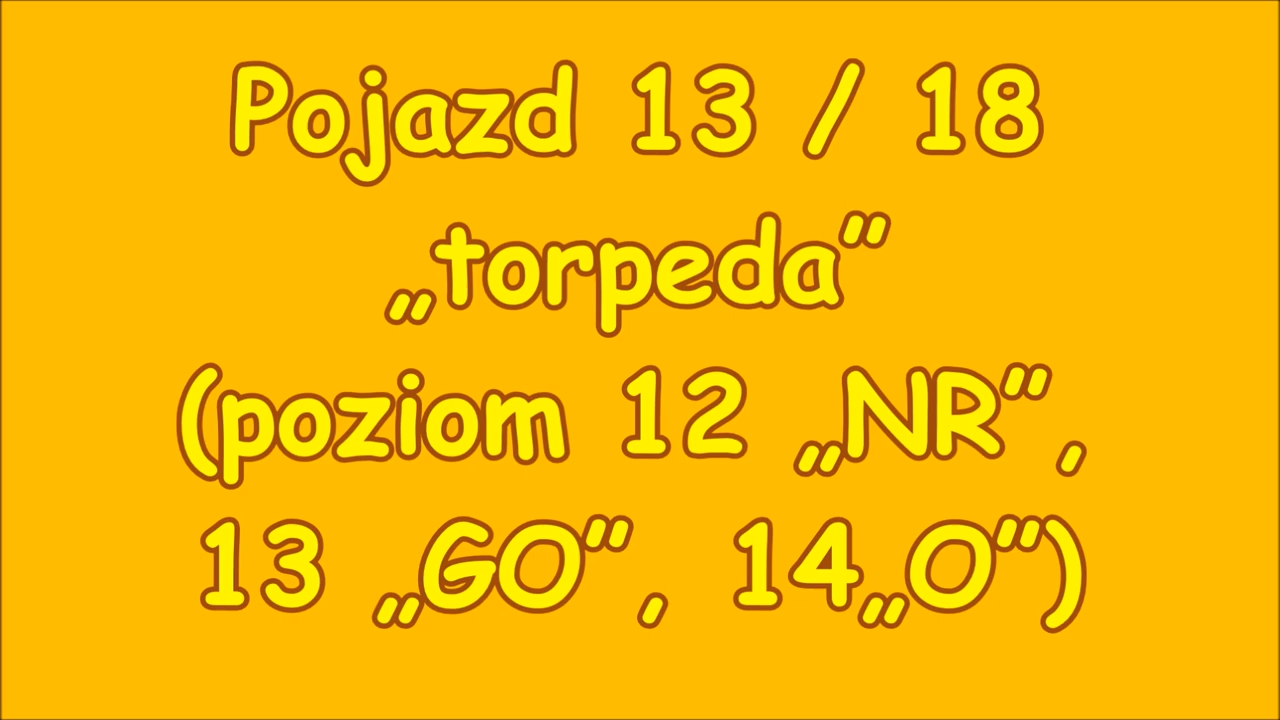 Pojazd 13 / 18
„torpeda”
(poziom 12 „NR”,
13 „GO”, 14„O”)